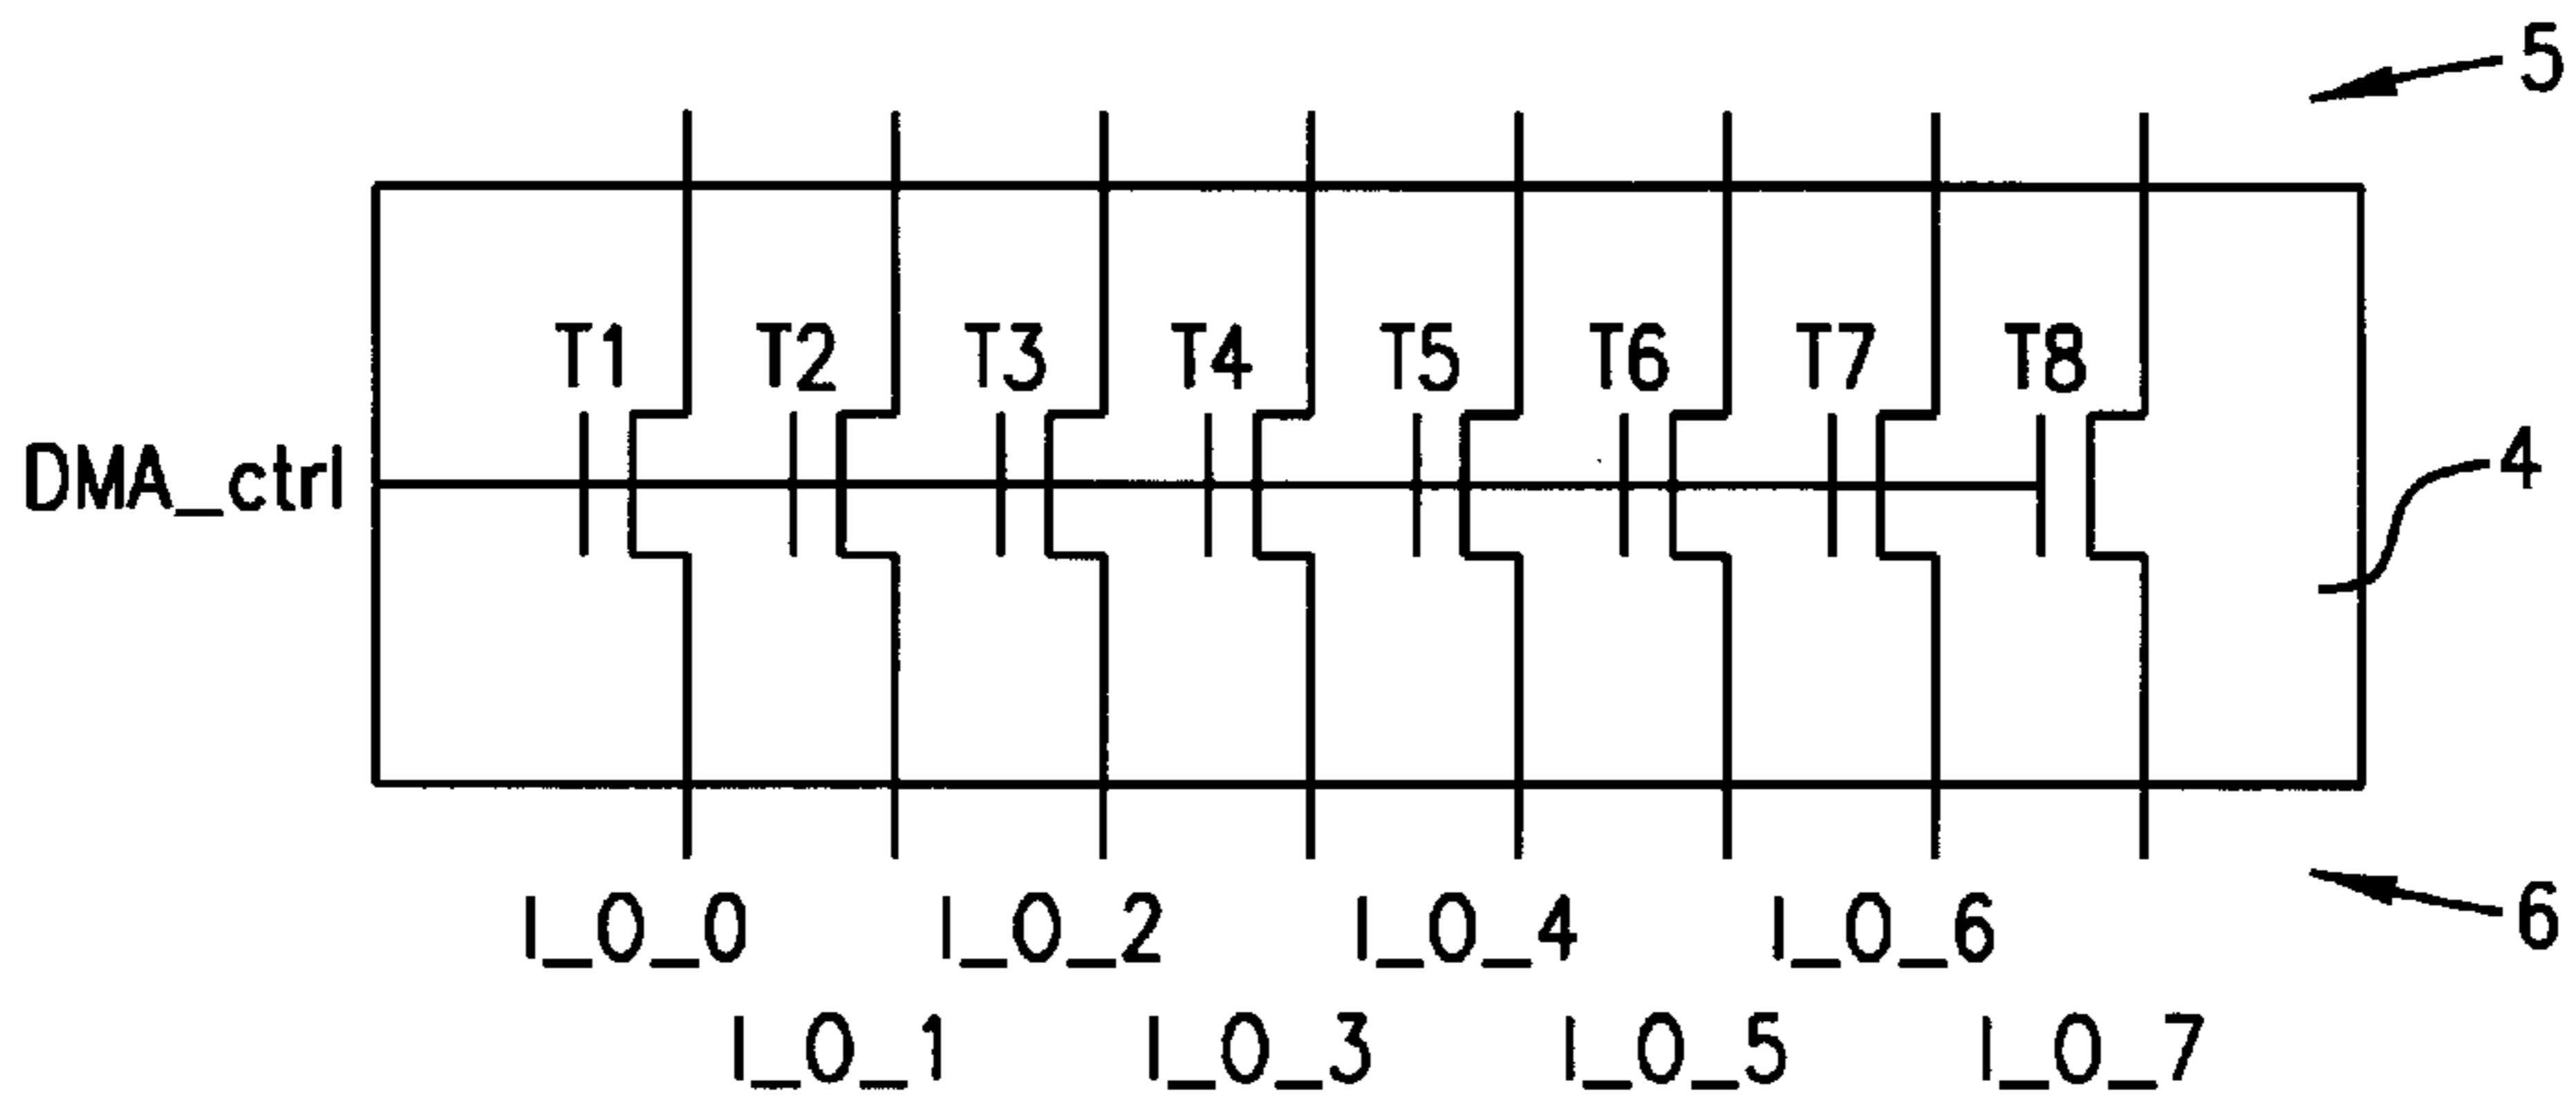 5
T1 T2 T3 T4 T5 T6 T7 T8
DMA_ctrl
4
I_O_0 I_O_2 I_O_4 I_O_6
6
I_O_1 I_O_3 I_O_5 I_O_7